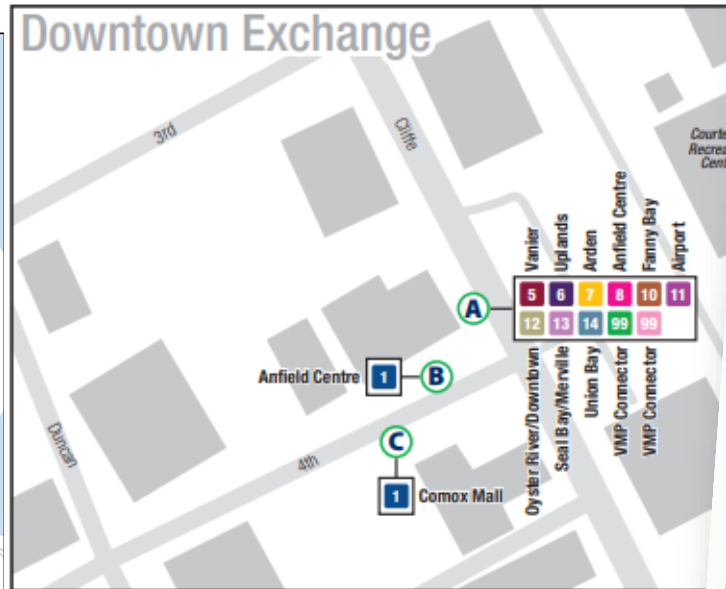 Downtown Exchange
3rd
Cliffe
Courte
Recrea
Cent
Vanier
Uplands
Arden
Anfield Centre
Fanny Bay
Airport
A
5 6 7 8 10 11
12 13 14 99 99
Oyster River/Downtown
Seal Bay/Merville
Union Bay
VMP Connector
VMP Connector
Anfield Centre 1 B
C
1 Comox Mall
Duncan
4th